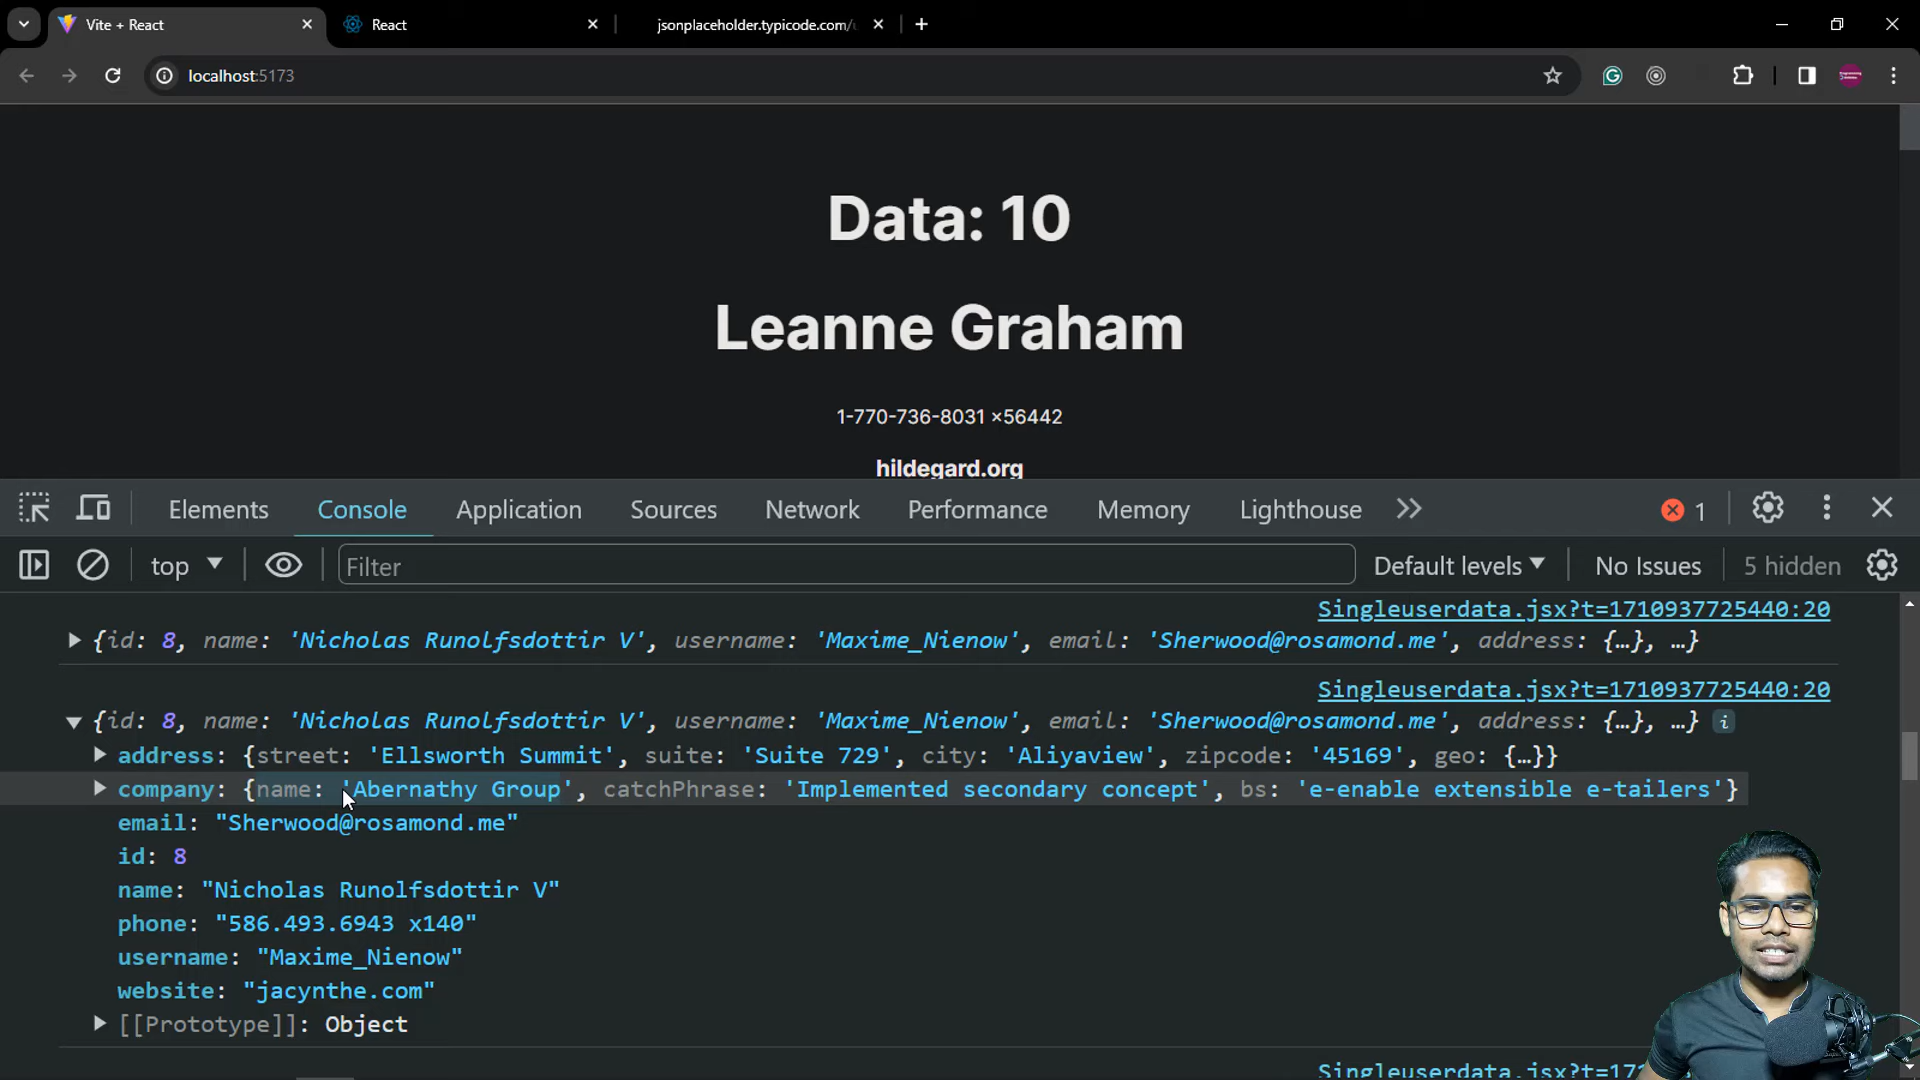 Vite + React
React
jsonplaceholder.typicode.com/u
localhost:5173
Data: 10
Leanne Graham
1-770-736-8031 x56442
hildegard.org
Elements Console Application Sources Network Performance Memory Lighthouse 1
top Filter Default levels No Issues 5 hidden
Singleuserdata.jsx?t=1710937725440:20
{id: 8, name: 'Nicholas Runolfsdottir V', username: 'Maxime_Nienow', email: 'Sherwood@rosamond.me', address: {…}, …}
Singleuserdata.jsx?t=1710937725440:20
{id: 8, name: 'Nicholas Runolfsdottir V', username: 'Maxime_Nienow', email: 'Sherwood@rosamond.me', address: {…}, …} i
address: {street: 'Ellsworth Summit', suite: 'Suite 729', city: 'Aliyaview', zipcode: '45169', geo: {…}}
company: {name: 'Abernathy Group', catchPhrase: 'Implemented secondary concept', bs: 'e-enable extensible e-tailers'}
email: "Sherwood@rosamond.me"
id: 8
name: "Nicholas Runolfsdottir V"
phone: "586.493.6943 x140"
username: "Maxime_Nienow"
website: "jacynthe.com"
[[Prototype]]: Object